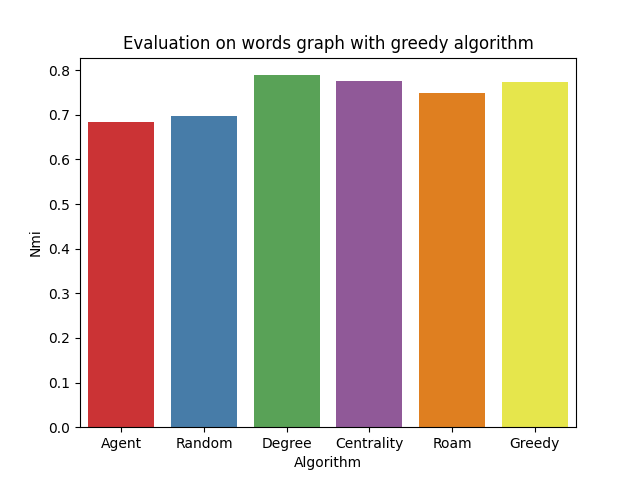 Evaluation on words graph with greedy algorithm
0.8
0.7
0.6
0.5
0.4
0.3
0.2
0.1
0.0
Nmi
Agent Random Degree Centrality Roam Greedy
Algorithm